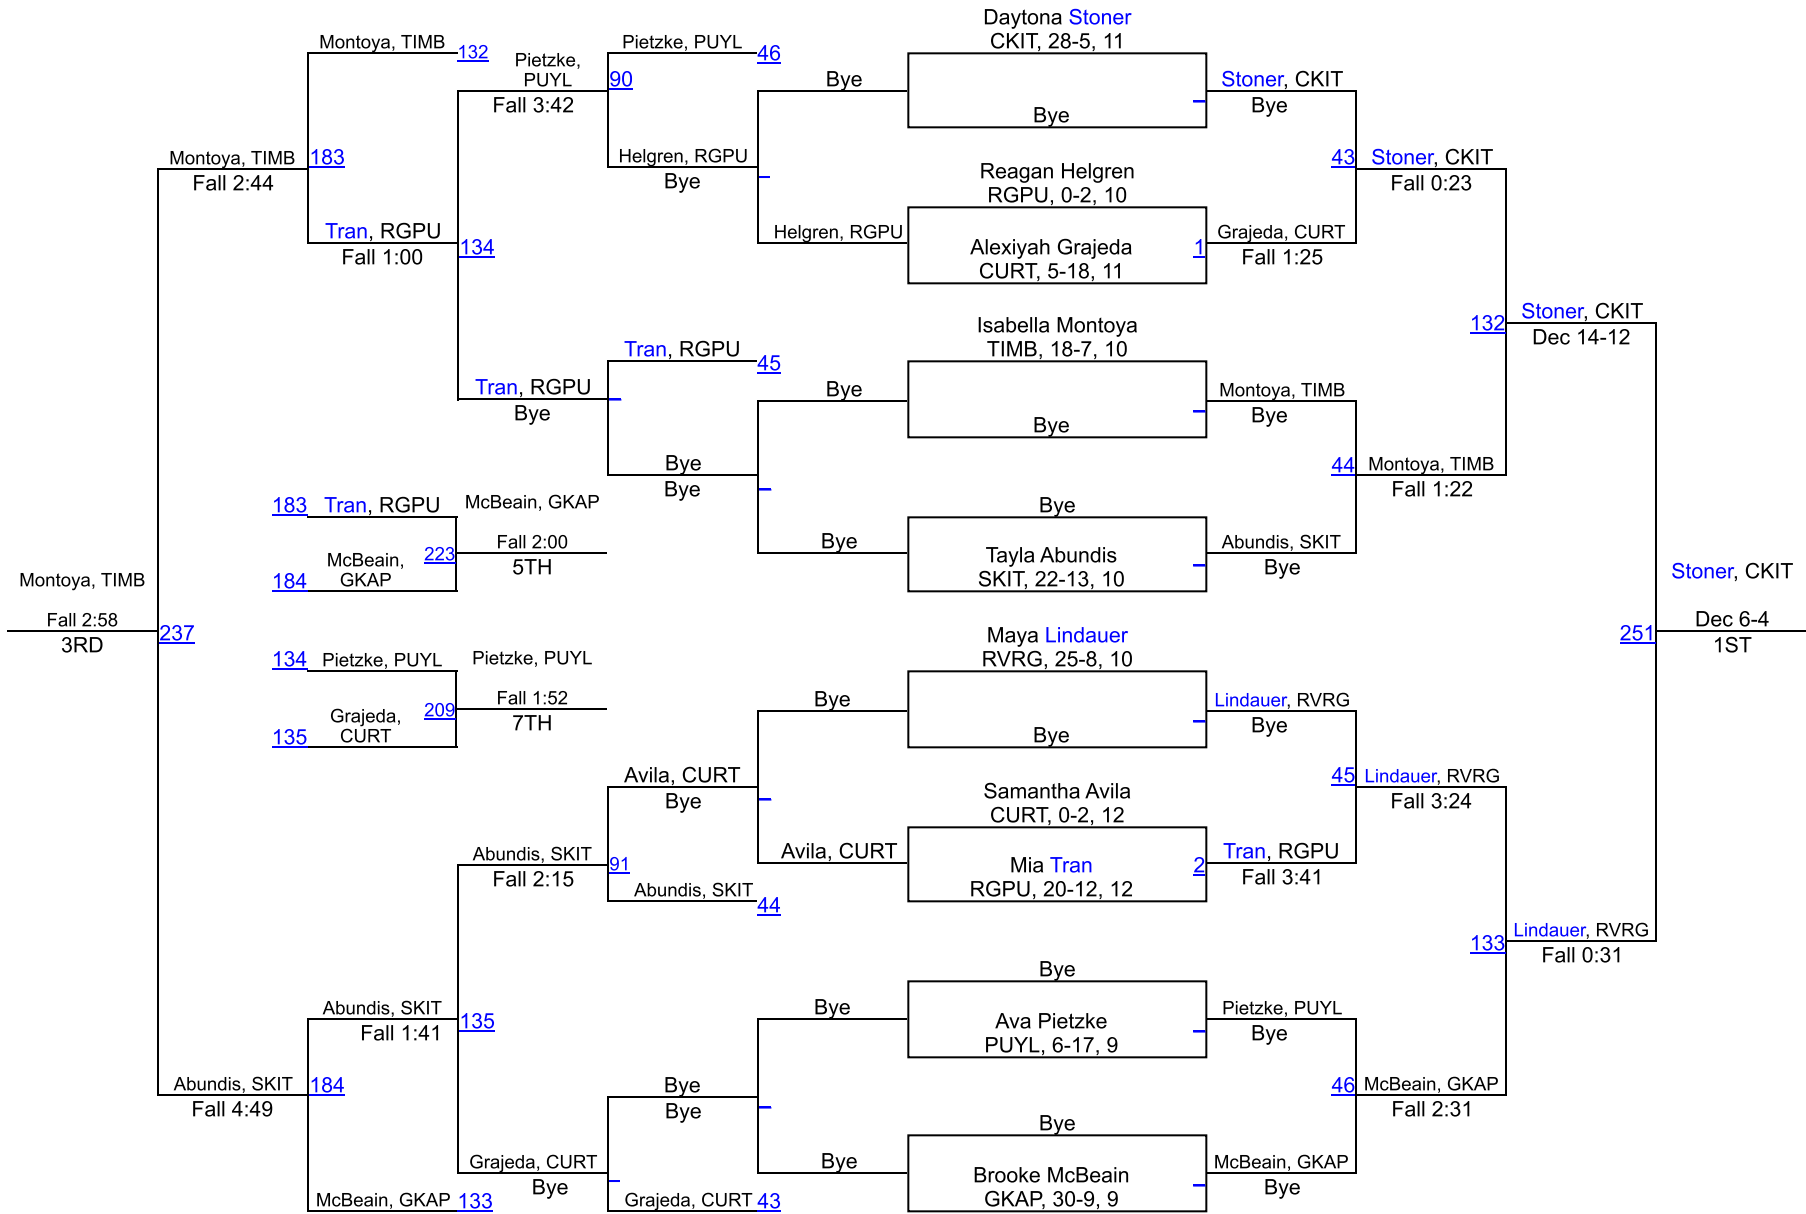 Daytona Stoner
CKIT, 28-5, 11
Bye
Reagan Helgren
RGPU, 0-2, 10
Alexiyah Grajeda
CURT, 5-18, 11
1
Isabella Montoya
TIMB, 18-7, 10
Bye
Bye
Tayla Abundis
SKIT, 22-13, 10
Maya Lindauer
RVRG, 25-8, 10
Bye
Samantha Avila
CURT, 0-2, 12
Mia Tran
RGPU, 20-12, 12
2
Bye
Ava Pietzke
PUYL, 6-17, 9
Bye
Brooke McBeain
GKAP, 30-9, 9
Stoner, CKIT
Bye
Grajeda, CURT
Fall 1:25
Montoya, TIMB
Bye
Abundis, SKIT
Bye
Lindauer, RVRG
Bye
Tran, RGPU
Fall 3:41
Pietzke, PUYL
Bye
McBeain, GKAP
Bye
43
Stoner, CKIT
Fall 0:23
44
Montoya, TIMB
Fall 1:22
45
Lindauer, RVRG
Fall 3:24
46
McBeain, GKAP
Fall 2:31
132
Stoner, CKIT
Dec 14-12
133
Lindauer, RVRG
Fall 0:31
251
Stoner, CKIT
Dec 6-4
1ST
Bye
Helgren, RGPU
Bye
Bye
Bye
Avila, CURT
Bye
Bye
Pietzke, PUYL
46
Helgren, RGPU
Bye
Tran, RGPU
45
Bye
Bye
Avila, CURT
Bye
Abundis, SKIT
44
Bye
Bye
Grajeda, CURT
43
Pietzke,
PUYL
90
Fall 3:42
Tran, RGPU
Bye
Abundis, SKIT
91
Fall 2:15
Grajeda, CURT
Bye
Montoya, TIMB
132
Tran, RGPU
134
Fall 1:00
Abundis, SKIT
135
Fall 1:41
McBeain, GKAP
133
Montoya, TIMB
183
Fall 2:44
Abundis, SKIT
184
Fall 4:49
Montoya, TIMB
Fall 2:58
237
3RD
183
Tran, RGPU
McBeain,
GKAP
184
223
McBeain, GKAP
Fall 2:00
5TH
134
Pietzke, PUYL
Grajeda,
CURT
135
209
Pietzke, PUYL
Fall 1:52
7TH